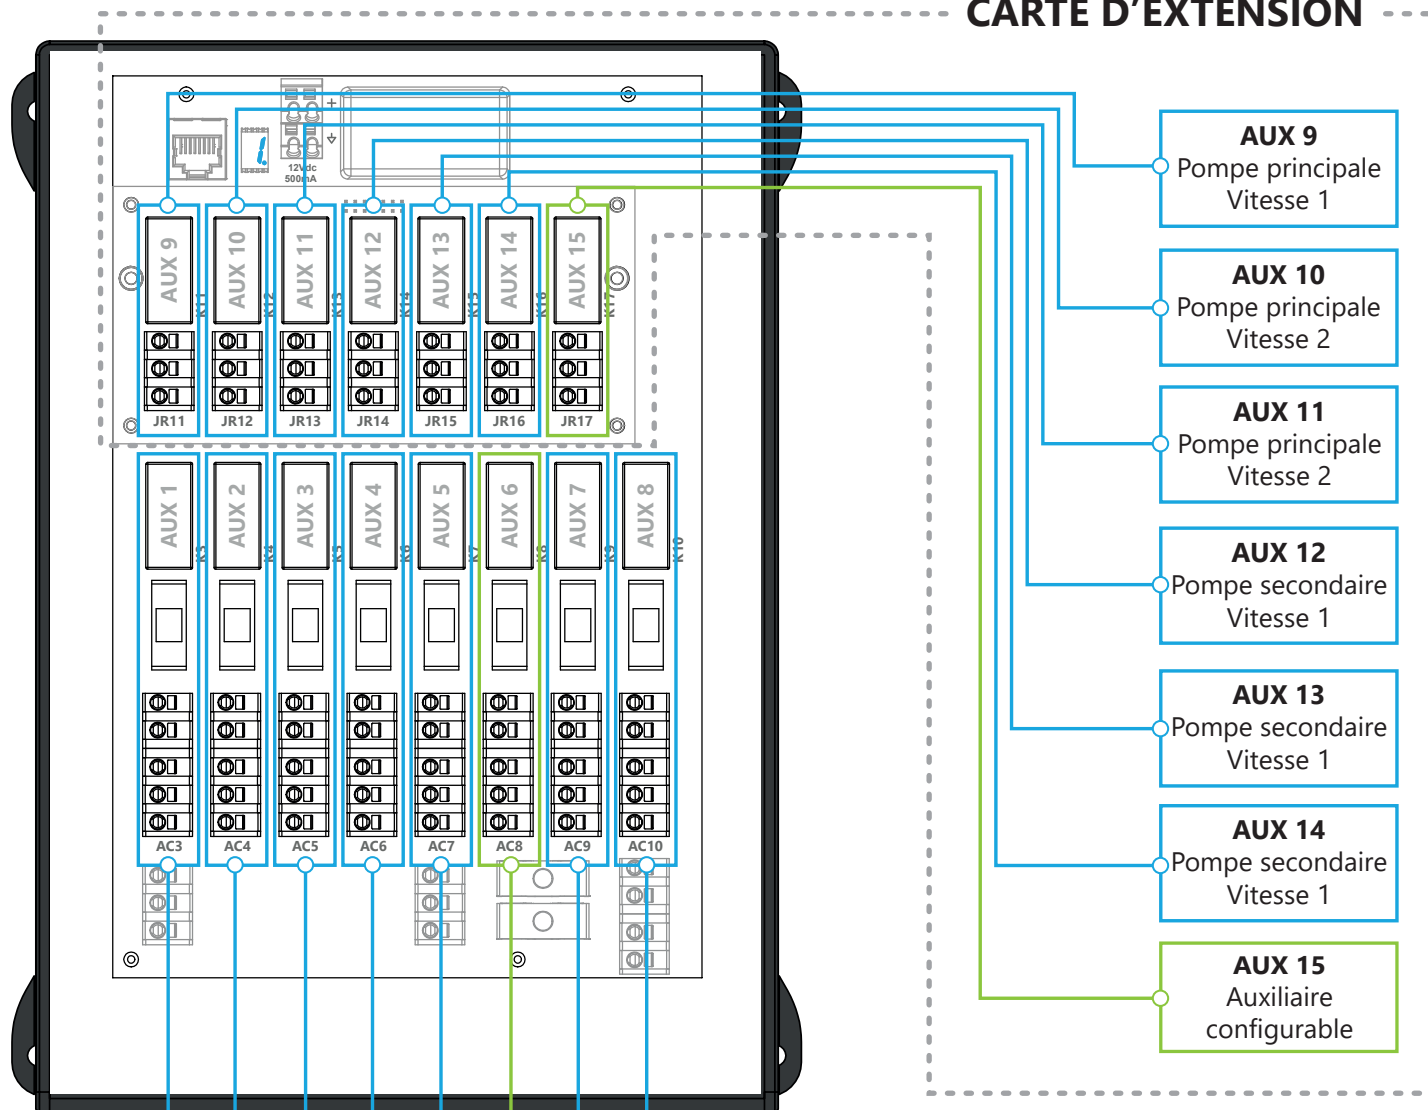 CARTE D'EXTENSION
+
12Vdc
500mA
1.
AUX 9
AUX 10
AUX 11
AUX 12
AUX 13
AUX 14
AUX 15
K11
K12
K13
K14
K15
K16
K17
JR11
JR12
JR13
JR14
JR15
JR16
JR17
AUX 1
AUX 2
AUX 3
AUX 4
AUX 5
AUX 6
AUX 7
AUX 8
K3
K4
K5
K6
K7
K8
K9
K10
AC3
AC4
AC5
AC6
AC7
AC8
AC9
AC10
AUX 9
Pompe principale
Vitesse 1
AUX 10
Pompe principale
Vitesse 2
AUX 11
Pompe principale
Vitesse 2
AUX 12
Pompe secondaire
Vitesse 1
AUX 13
Pompe secondaire
Vitesse 1
AUX 14
Pompe secondaire
Vitesse 1
AUX 15
Auxiliaire
configurable